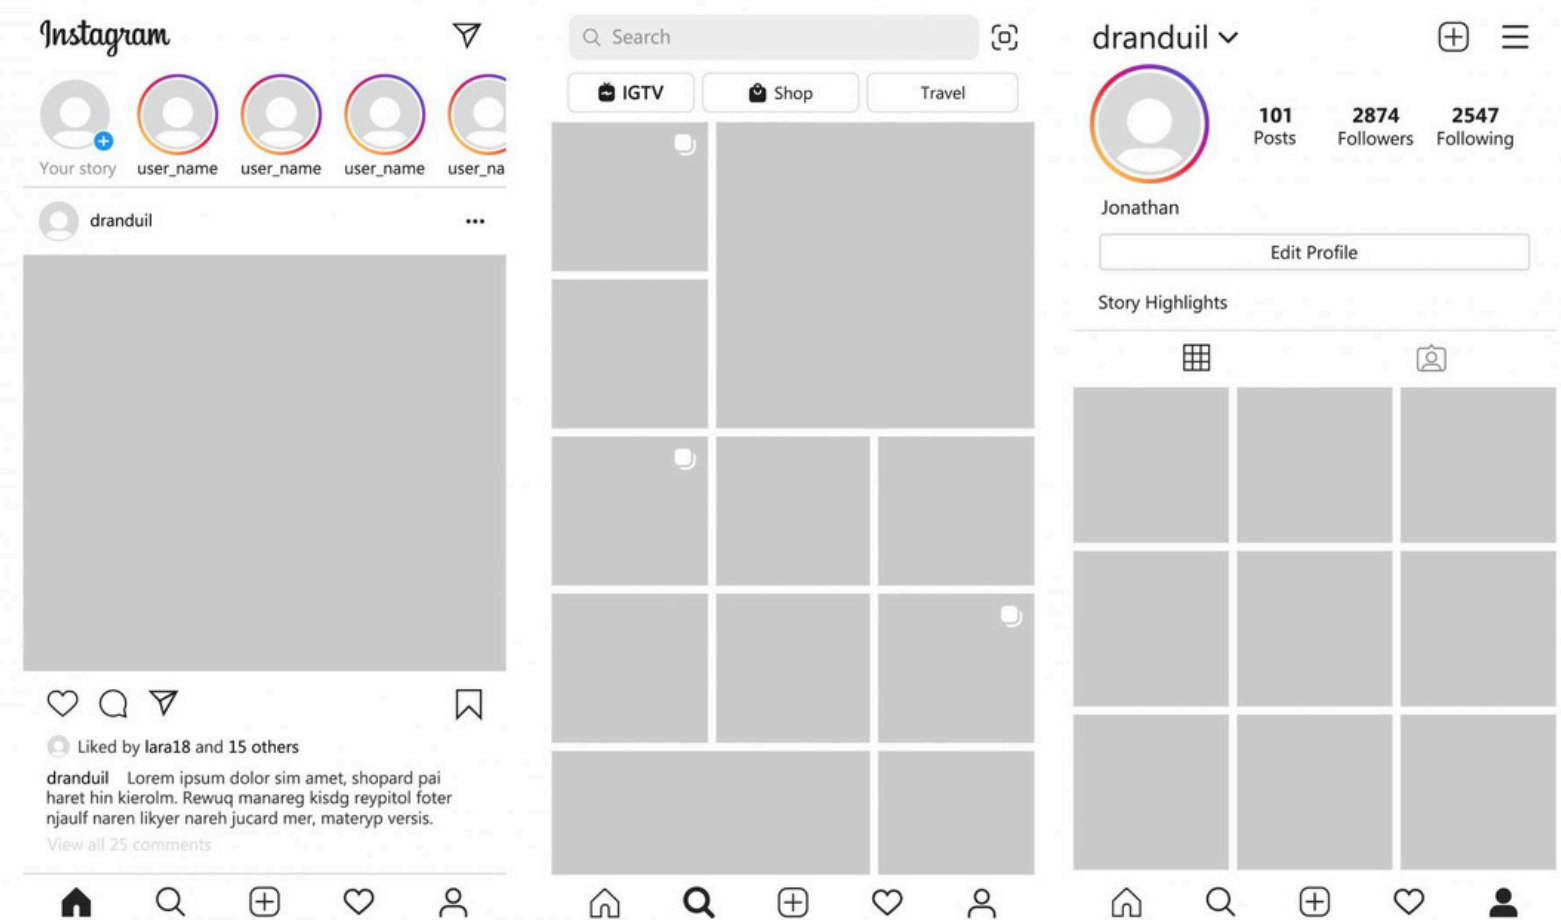 Instagram
Your story
user_name
user_name
user_name
user_na
dranduil
Liked by lara18 and 15 others
dranduil Lorem ipsum dolor sim amet, shopard pai
haret hin kierolm. Rewuq manareg kisdg reypitol foter
njaulf naren likyer nareh jucard mer, materyp versis.
View all 25 comments
Search
IGTV
Shop
Travel
dranduil
101
Posts
2874
Followers
2547
Following
Jonathan
Edit Profile
Story Highlights